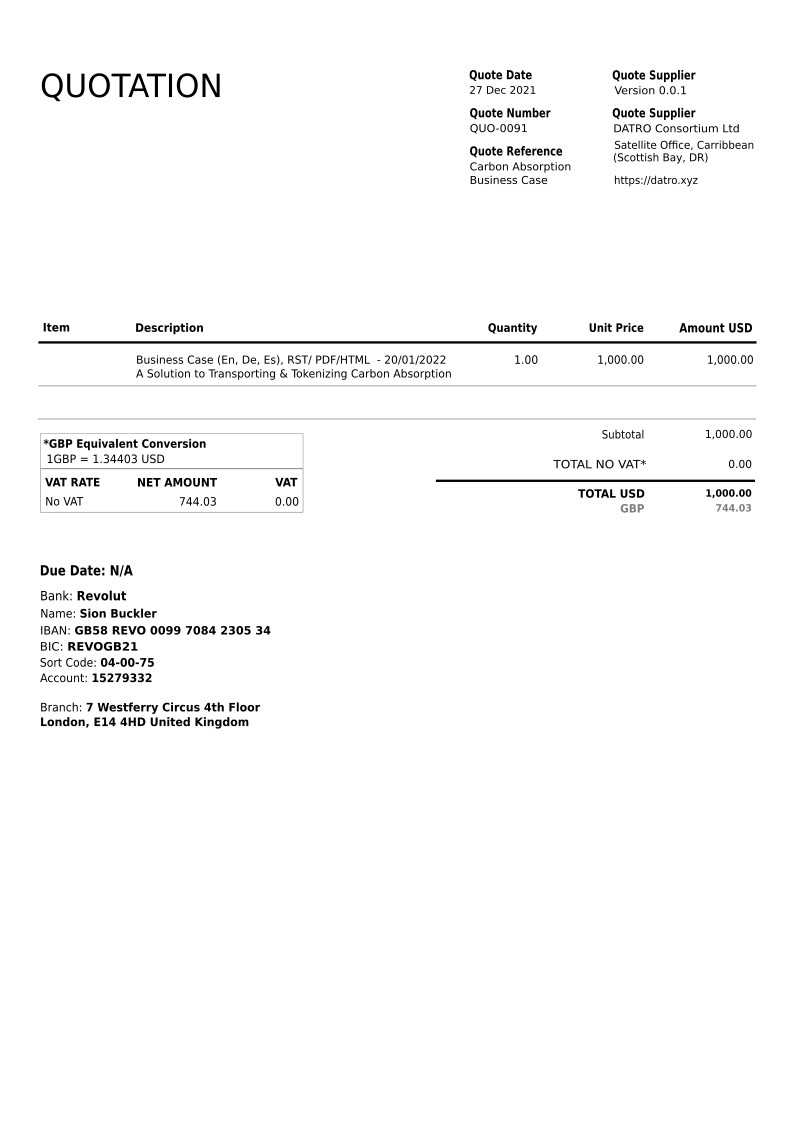 QUOTATION
Quote Date
27 Dec 2021
Quote Number
QUO-0091
Quote Reference
Carbon Absorption
Business Case
Quote Supplier
Version 0.0.1
Quote Supplier
DATRO Consortium Ltd
Satellite Office, Carribbean
(Scottish Bay, DR)
https://datro.xyz
Item Description Quantity Unit Price Amount USD
Business Case (En, De, Es), RST/ PDF/HTML - 20/01/2022 1.00 1,000.00 1,000.00
A Solution to Transporting & Tokenizing Carbon Absorption
*GBP Equivalent Conversion
1GBP = 1.34403 USD
VAT RATE NET AMOUNT VAT
No VAT 744.03 0.00
Subtotal 1,000.00
TOTAL NO VAT* 0.00
TOTAL USD 1,000.00
GBP 744.03
Due Date: N/A
Bank: Revolut
Name: Sion Buckler
IBAN: GB58 REVO 0099 7084 2305 34
BIC: REVOGB21
Sort Code: 04-00-75
Account: 15279332
Branch: 7 Westferry Circus 4th Floor
London, E14 4HD United Kingdom